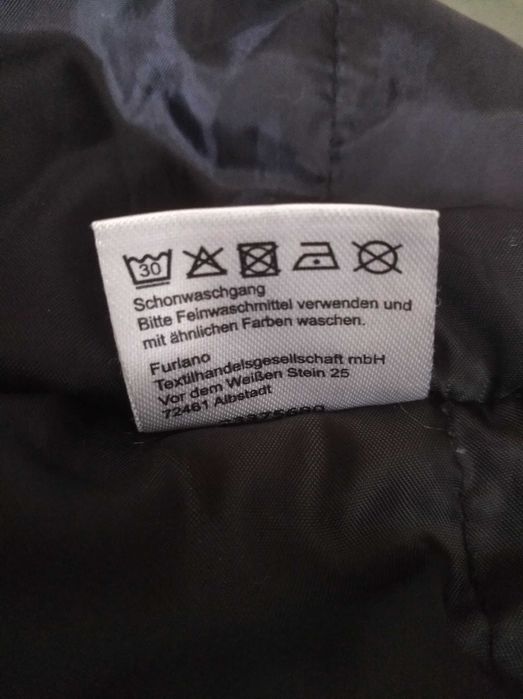 30
Schonwaschgang
Bitte Feinwaschmittel verwenden und
mit ähnlichen Farben waschen.
Furlano
Textilhandelsgesellschaft mbH
Vor dem Weißen Stein 25
72461 Albstadt